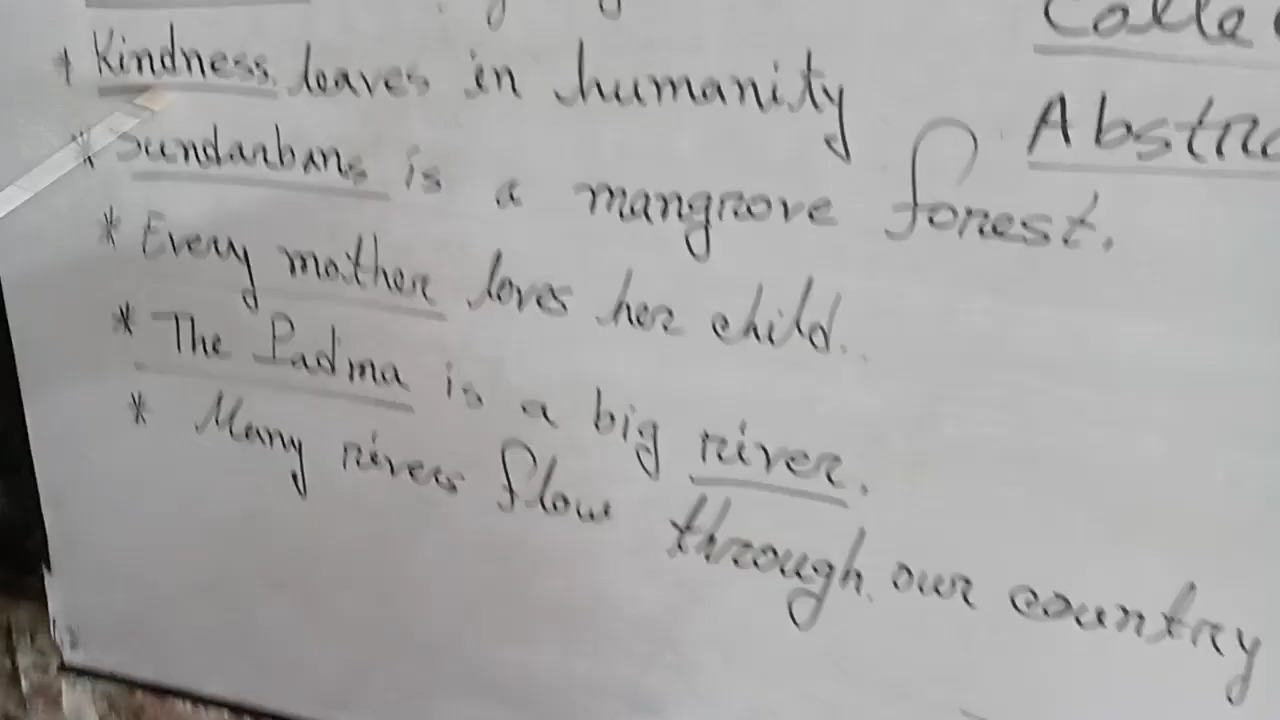 Colle
* Kindness leaves in humanity
Abstra
* Sundarbans is a mangrove forest.
* Every mother loves her child.
* The Padma is a big river.
* Many rivers flow through our country